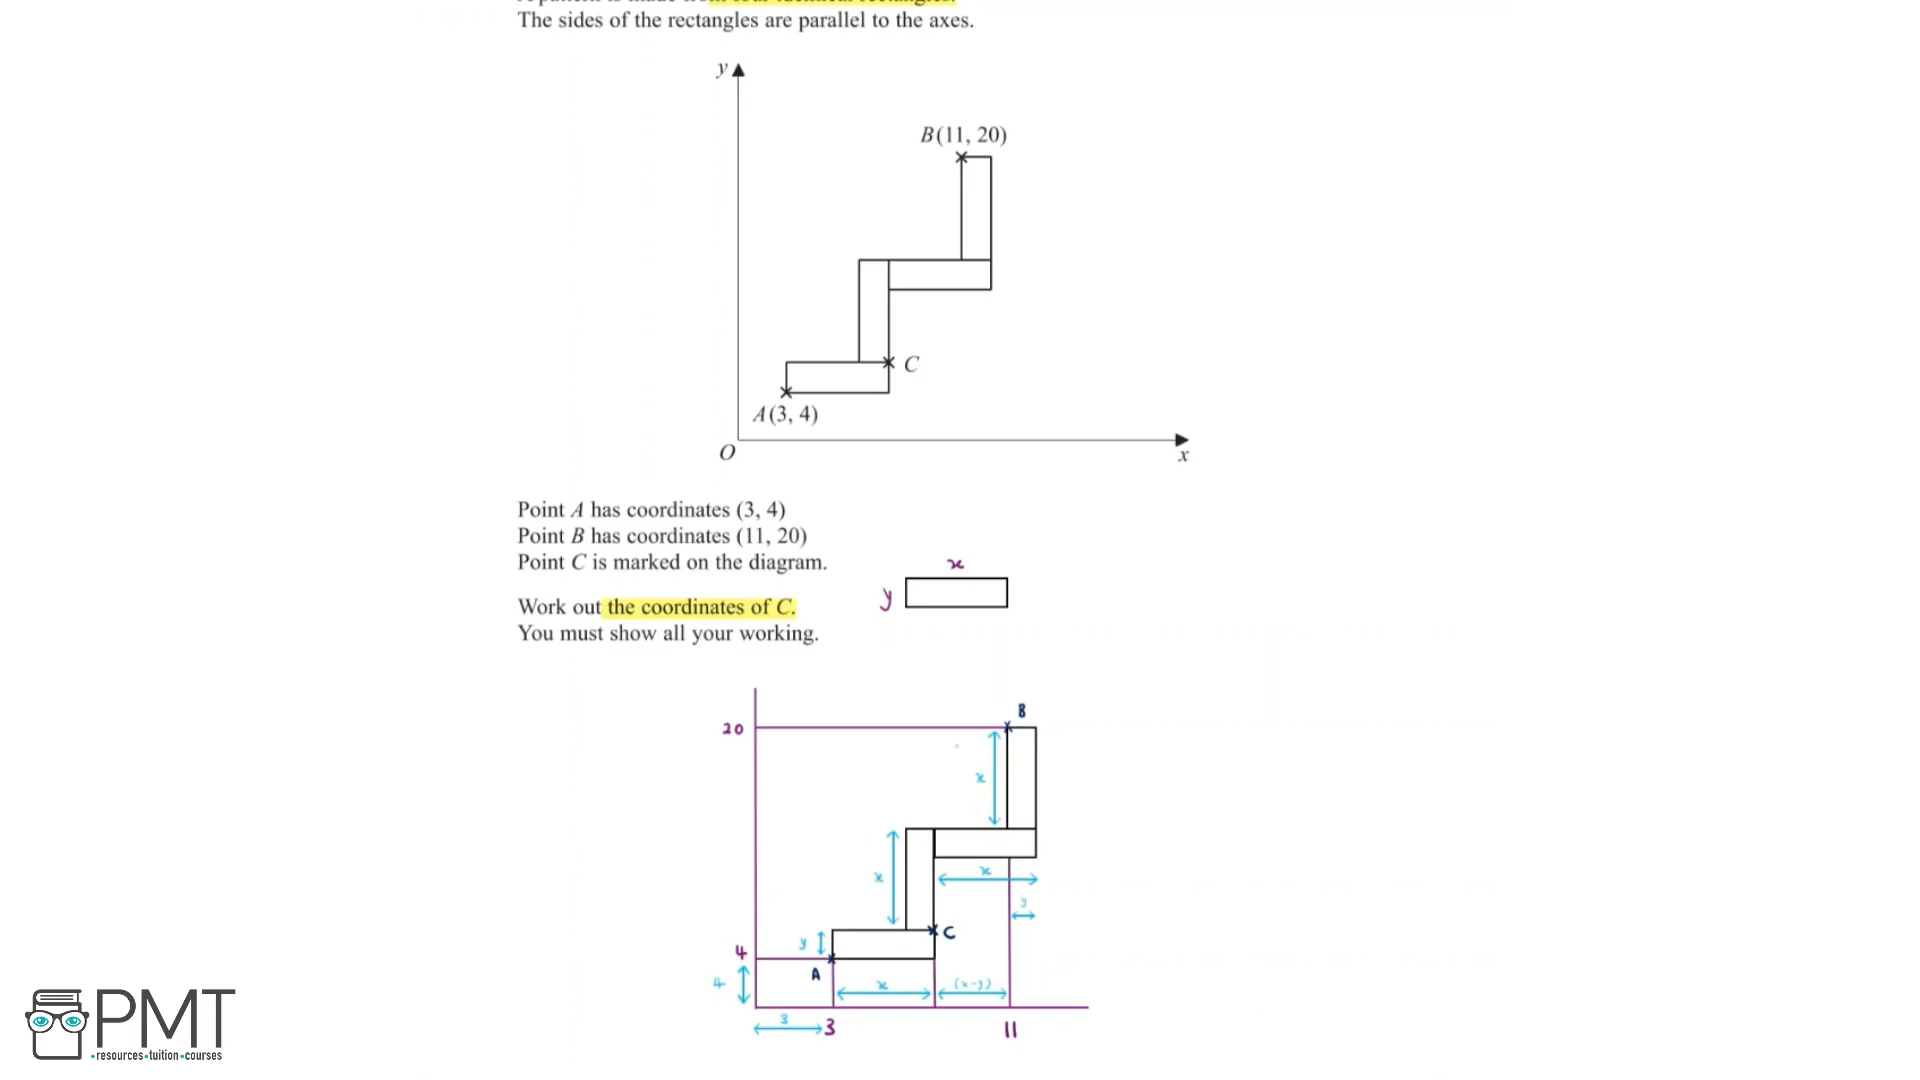 The sides of the rectangles are parallel to the axes.
y
B(11, 20)
C
A(3, 4)
O
x
Point A has coordinates (3, 4)
Point B has coordinates (11, 20)
Point C is marked on the diagram.
x
Work out the coordinates of C.
y
You must show all your working.
B
20
x
x
x
y
y
C
4
A
4
x
(x-y)
3
3
11
PMT
•resources•tuition•courses